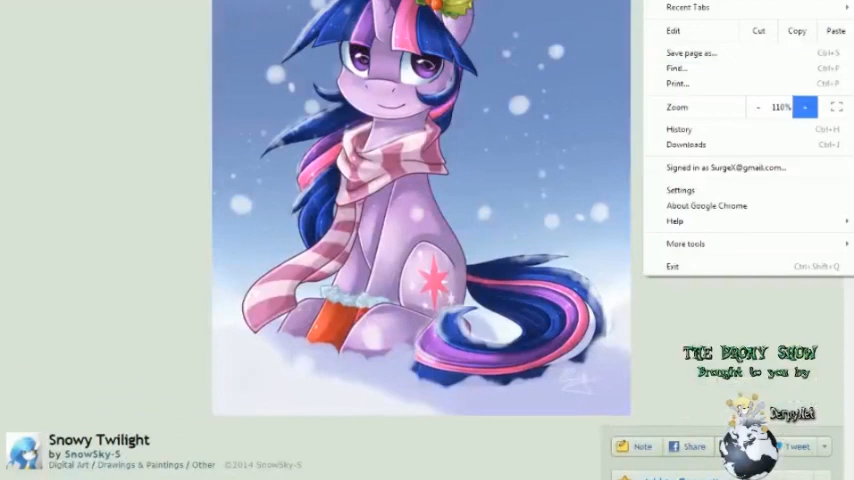 Recent Tabs
Edit Cut Copy Paste
Save page as... Ctrl+S
Find... Ctrl+F
Print... Ctrl+P
Zoom - 110% +
History Ctrl+H
Downloads Ctrl+J
Signed in as SurgeX@gmail.com...
Settings
About Google Chrome
Help
More tools
Exit Ctrl+Shift+Q
THE BRONY SHOW
Brought to you by
DerpyNet
Snowy Twilight
by SnowSky-S
Digital Art / Drawings & Paintings / Other ©2014 SnowSky-S
Note Share Tweet